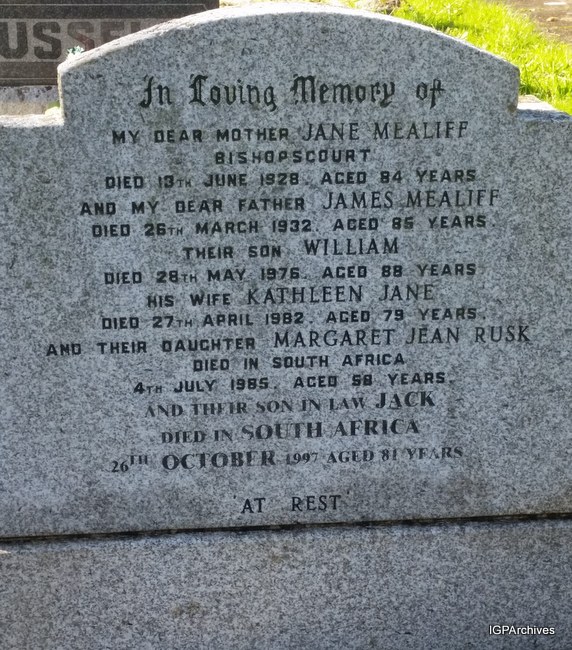 USSE
In Loving Memory of
MY DEAR MOTHER JANE MEALIFF
BISHOPSCOURT
DIED 13TH JUNE 1928. AGED 84 YEARS
AND MY DEAR FATHER JAMES MEALIFF
DIED 26TH MARCH 1932. AGED 85 YEARS.
THEIR SON WILLIAM
DIED 28TH MAY 1976. AGED 88 YEARS
HIS WIFE KATHLEEN JANE
DIED 27TH APRIL 1982. AGED 79 YEARS.
AND THEIR DAUGHTER MARGARET JEAN RUSK
DIED IN SOUTH AFRICA
4TH JULY 1985. AGED 58 YEARS.
AND THEIR SON IN LAW JACK
DIED IN SOUTH AFRICA
26TH OCTOBER 1997 AGED 81 YEARS
'AT REST'
IGPArchives